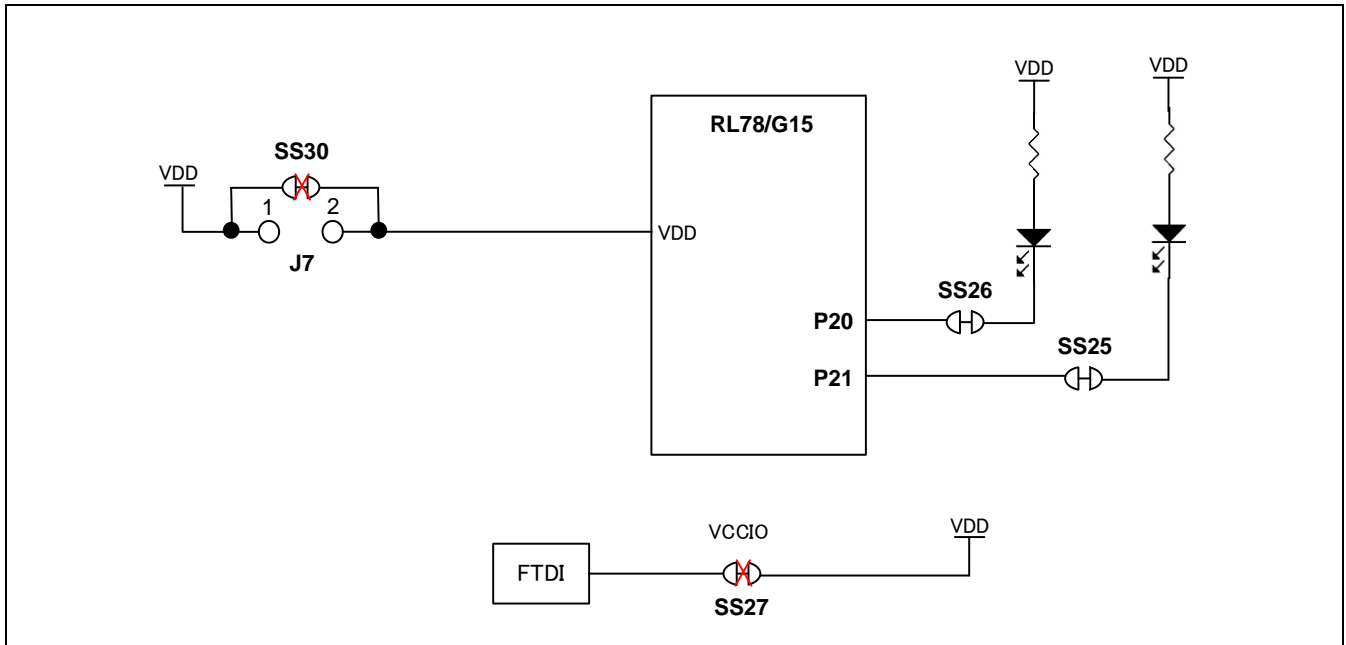 VDD
VDD
RL78/G15
SS30
VDD
1
2
J7
VDD
SS26
P20
SS25
P21
VCCIO
VDD
FTDI
SS27